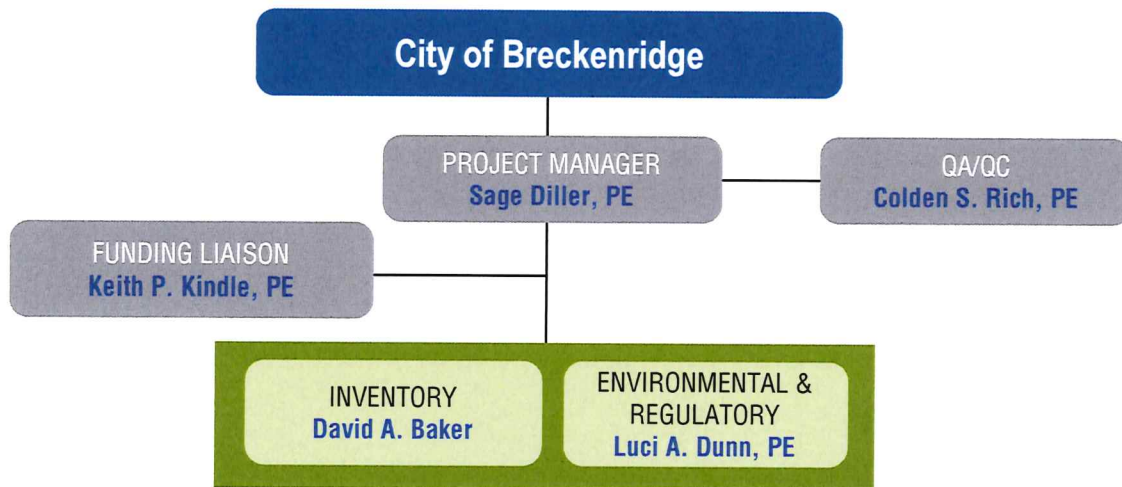 City of Breckenridge
PROJECT MANAGER
Sage Diller, PE
QA/QC
Colden S. Rich, PE
FUNDING LIAISON
Keith P. Kindle, PE
INVENTORY
David A. Baker
ENVIRONMENTAL &
REGULATORY
Luci A. Dunn, PE